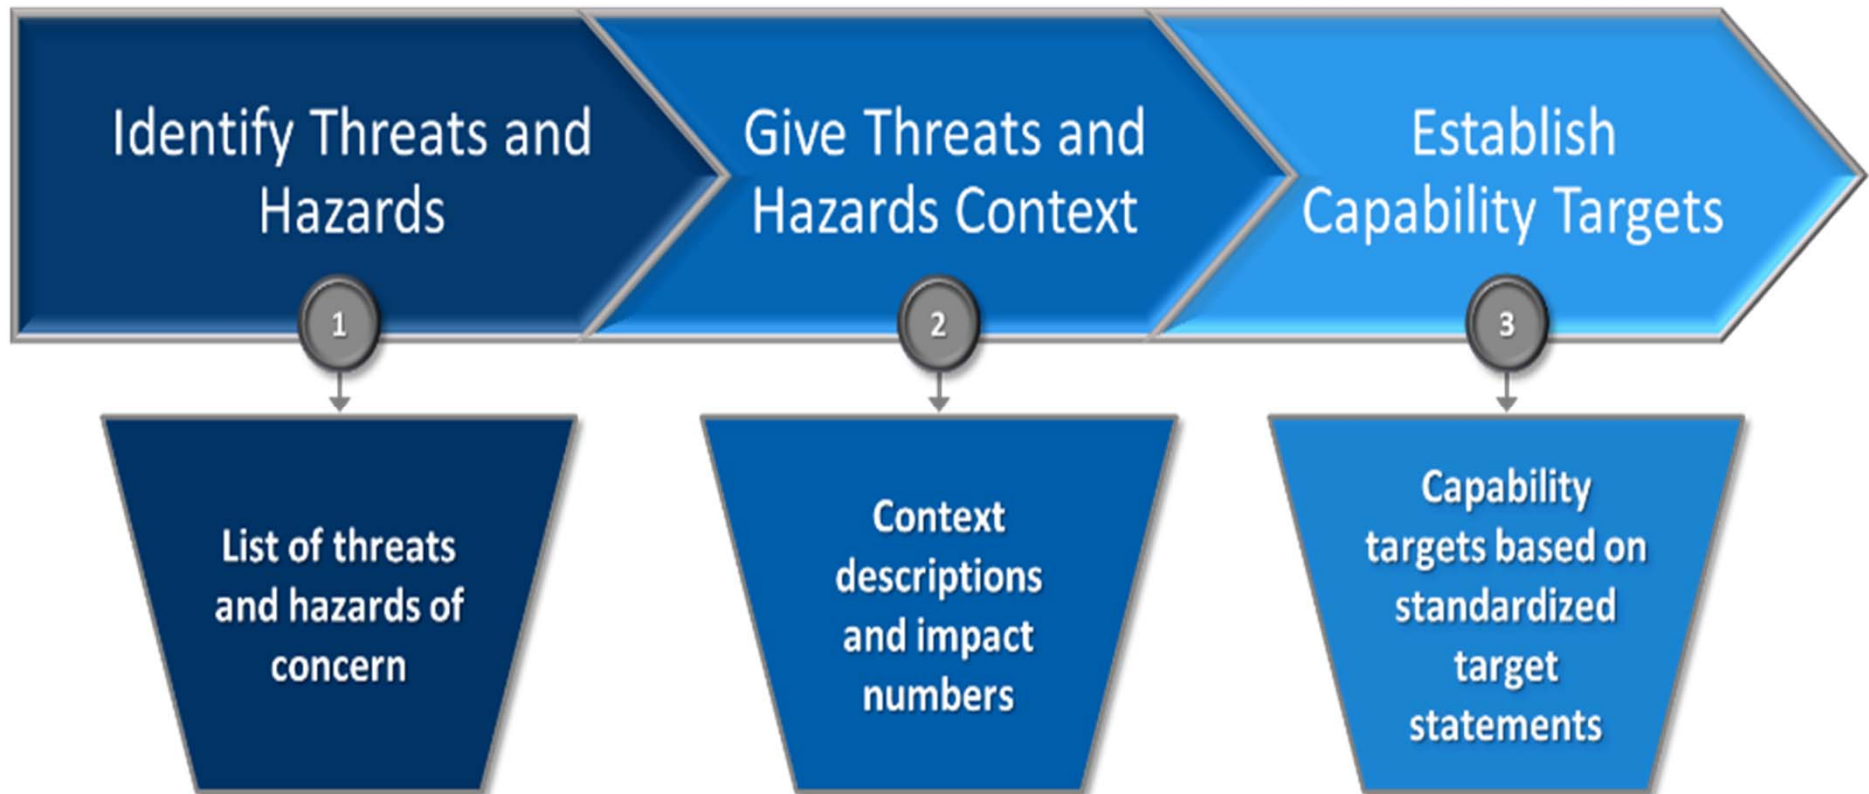 Identify Threats and
Hazards
1
Give Threats and
Hazards Context
2
Establish
Capability Targets
3
List of threats
and hazards of
concern
Context
descriptions
and impact
numbers
Capability
targets based on
standardized
target
statements